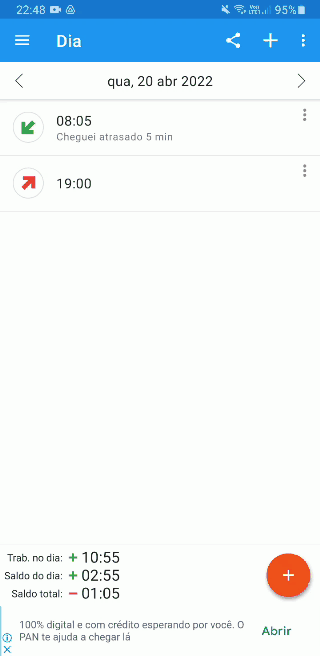 22:48 95%
Dia
qua, 20 abr 2022
08:05
Cheguei atrasado 5 min
19:00
Trab. no dia: + 10:55
Saldo do dia: + 02:55
Saldo total: - 01:05
+
100% digital e com crédito esperando por você. O
PAN te ajuda a chegar lá
Abrir